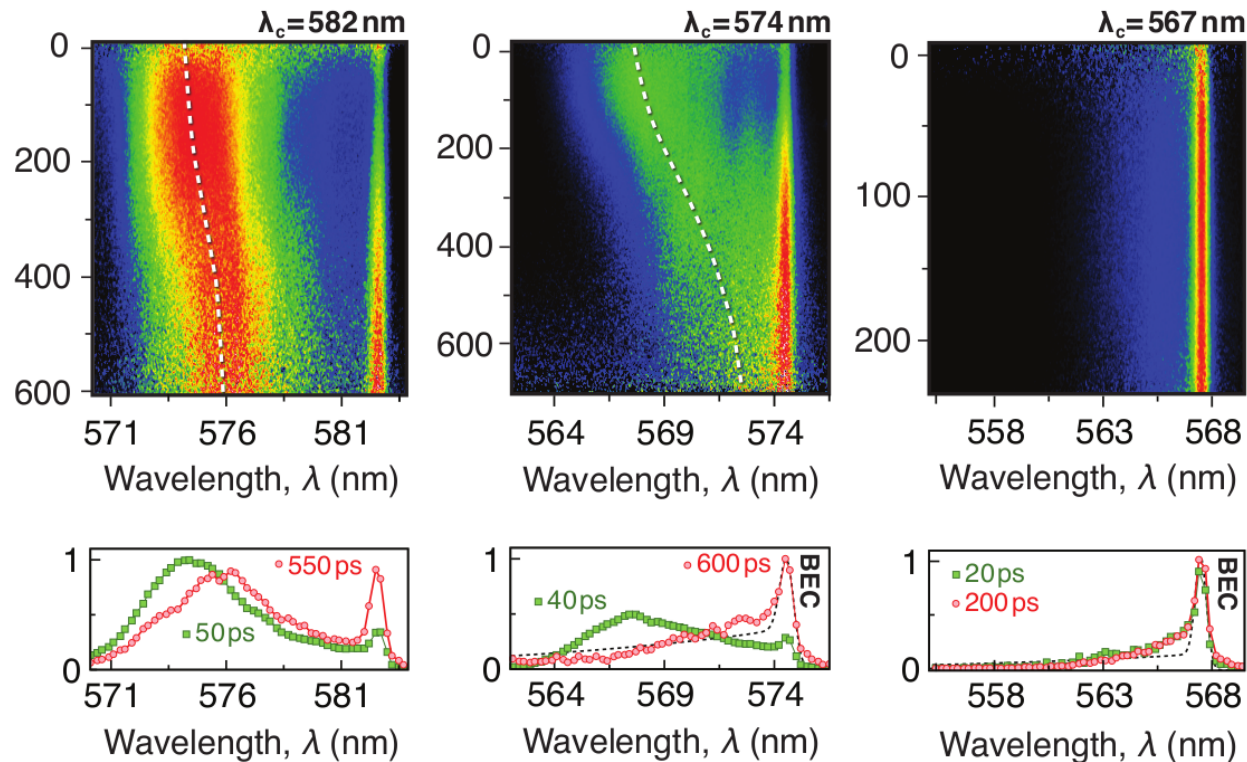 λc=582 nm
λc=574 nm
λc=567 nm
0
200
400
600
571 576 581
Wavelength, λ (nm)
0
200
400
600
564 569 574
Wavelength, λ (nm)
0
100
200
558 563 568
Wavelength, λ (nm)
1
0
550 ps
50 ps
571 576 581
Wavelength, λ (nm)
1
0
600 ps
40 ps
BEC
564 569 574
Wavelength, λ (nm)
1
0
20 ps
200 ps
BEC
558 563 568
Wavelength, λ (nm)